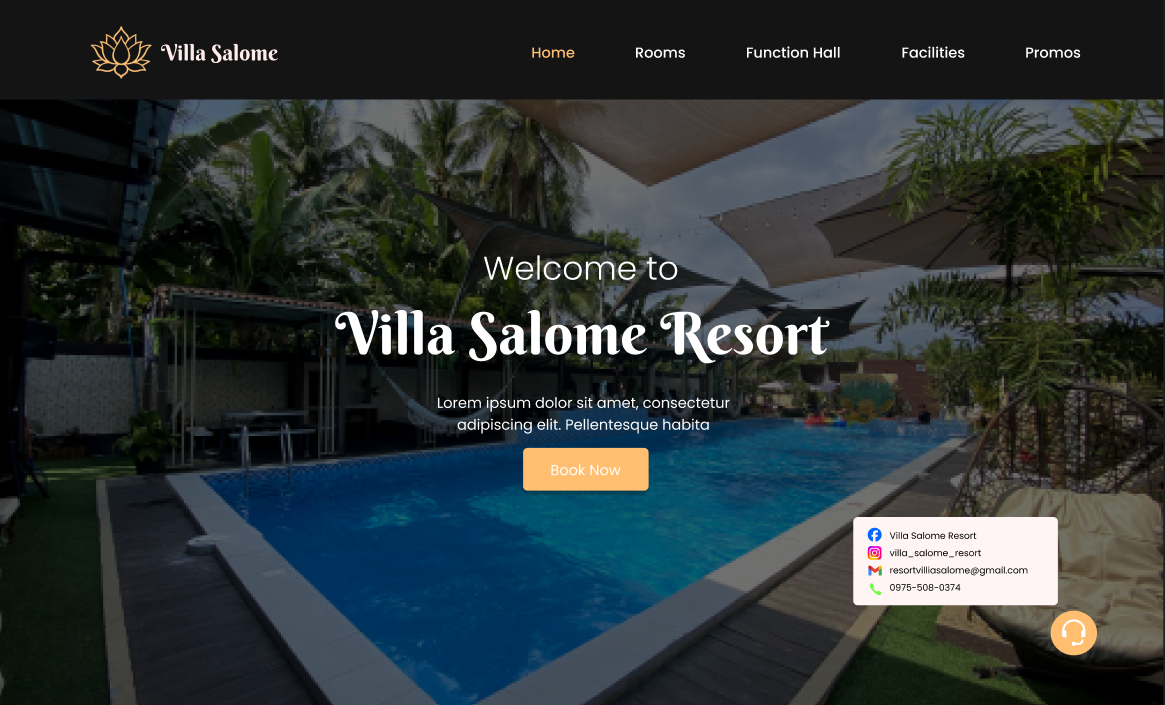 Villa Salome
Home
Rooms
Function Hall
Facilities
Promos
Welcome to
Villa Salome Resort
Lorem ipsum dolor sit amet, consectetur
adipiscing elit. Pellentesque habita
Book Now
Villa Salome Resort
villa_salome_resort
resortvilliasalome@gmail.com
0975-508-0374